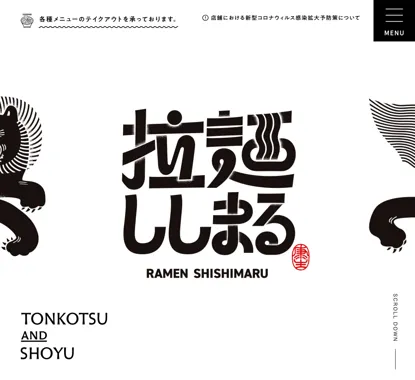 各種メニューのテイクアウトを承っております。
店舗における新型コロナウィルス感染拡大予防策について
MENU
拉麺
ししまる
RAMEN SHISHIMARU
TONKOTSU
AND
SHOYU
SCROLL DOWN